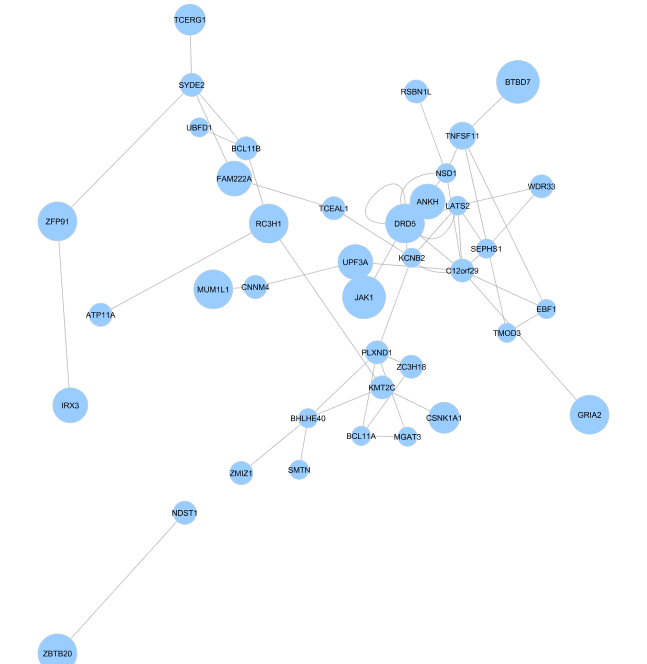 TCERG1
SYDE2
BTBD7
RSBN1L
UBFD1
TNFSF11
BCL11B
NSD1
FAM222A
WDR33
ANKH
LATS2
TCEAL1
ZFP91
RC3H1
DRD5
SEPHS1
KCNB2
UPF3A
C12orf29
MUM1L1
CNNM4
JAK1
EBF1
ATP11A
TMOD3
PLXND1
ZC3H18
KMT2C
IRX3
GRIA2
BHLHE40
CSNK1A1
BCL11A
MGAT3
ZMIZ1
SMTN
NDST1
ZBTB20